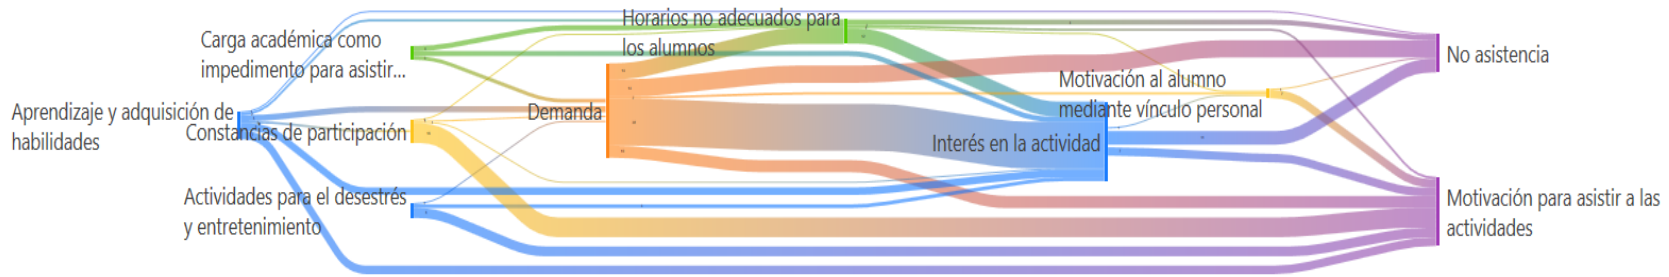 Aprendizaje y adquisición de
habilidades
Carga académica como
impedimento para asistir...
Constancias de participación
Actividades para el desestrés
y entretenimiento
Demanda
Horarios no adecuados para
los alumnos
Interés en la actividad
Motivación al alumno
mediante vínculo personal
No asistencia
Motivación para asistir a las
actividades